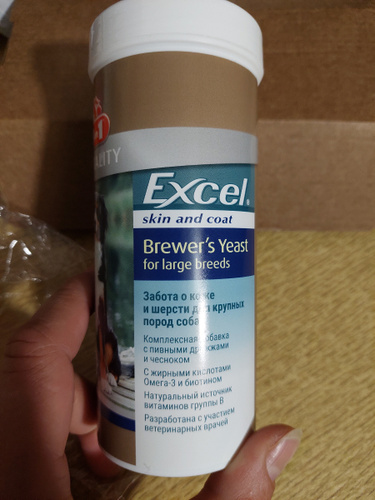 Excel
skin and coat
Brewer's Yeast
for large breeds
Забота о коже
и шерсти для крупных
пород собак
Комплексная добавка
с пивными дрожжами
и чесноком
С жирными кислотами
Омега-3 и биотином
Натуральный источник
витаминов группы В
Разработана с участием
ветеринарных врачей